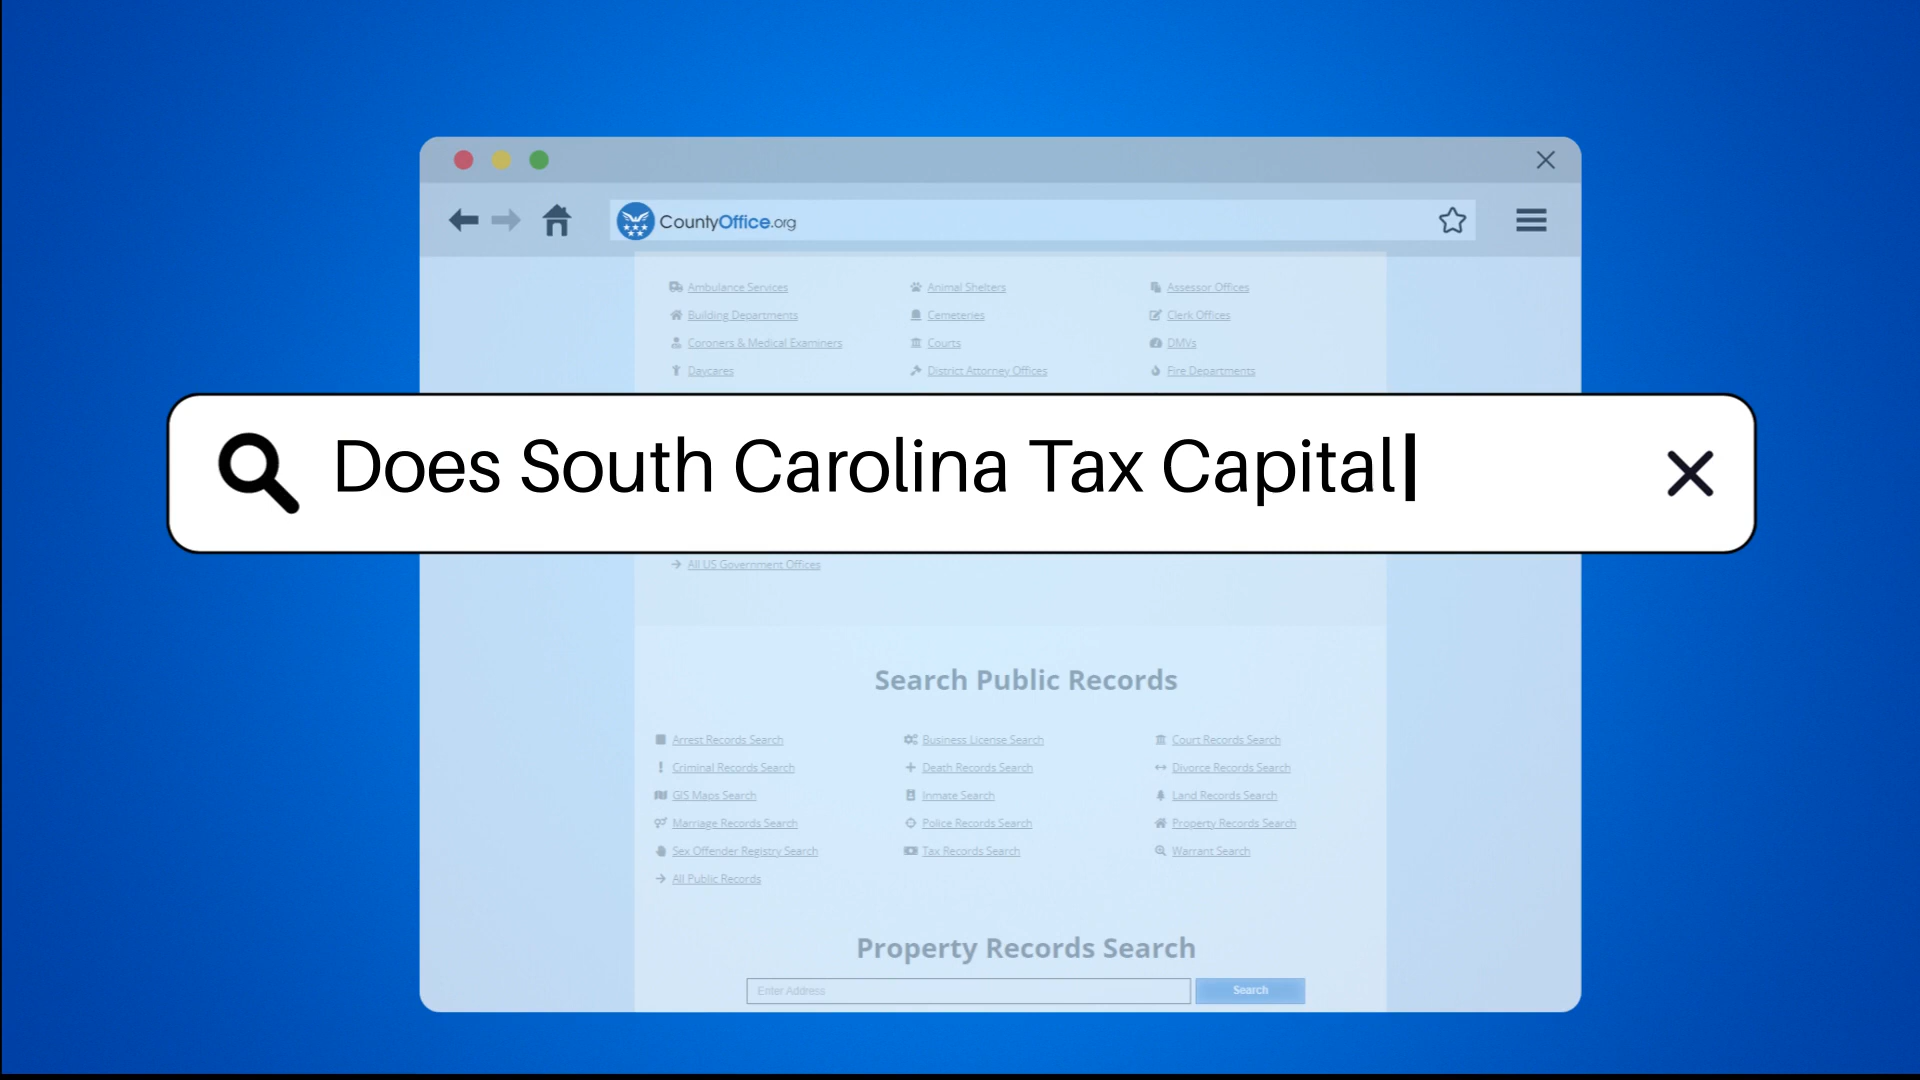 CountyOffice.org
Ambulance Services Animal Shelters Assessor Offices
Building Departments Cemeteries Clerk Offices
Coroners & Medical Examiners Courts DMVs
Daycares District Attorney Offices Fire Departments
Does South Carolina Tax Capital
All US Government Offices
Search Public Records
Arrest Records Search Business License Search Court Records Search
Criminal Records Search Death Records Search Divorce Records Search
GIS Maps Search Inmate Search Land Records Search
Marriage Records Search Police Records Search Property Records Search
Sex Offender Registry Search Tax Records Search Warrant Search
All Public Records
Property Records Search
Enter Address Search